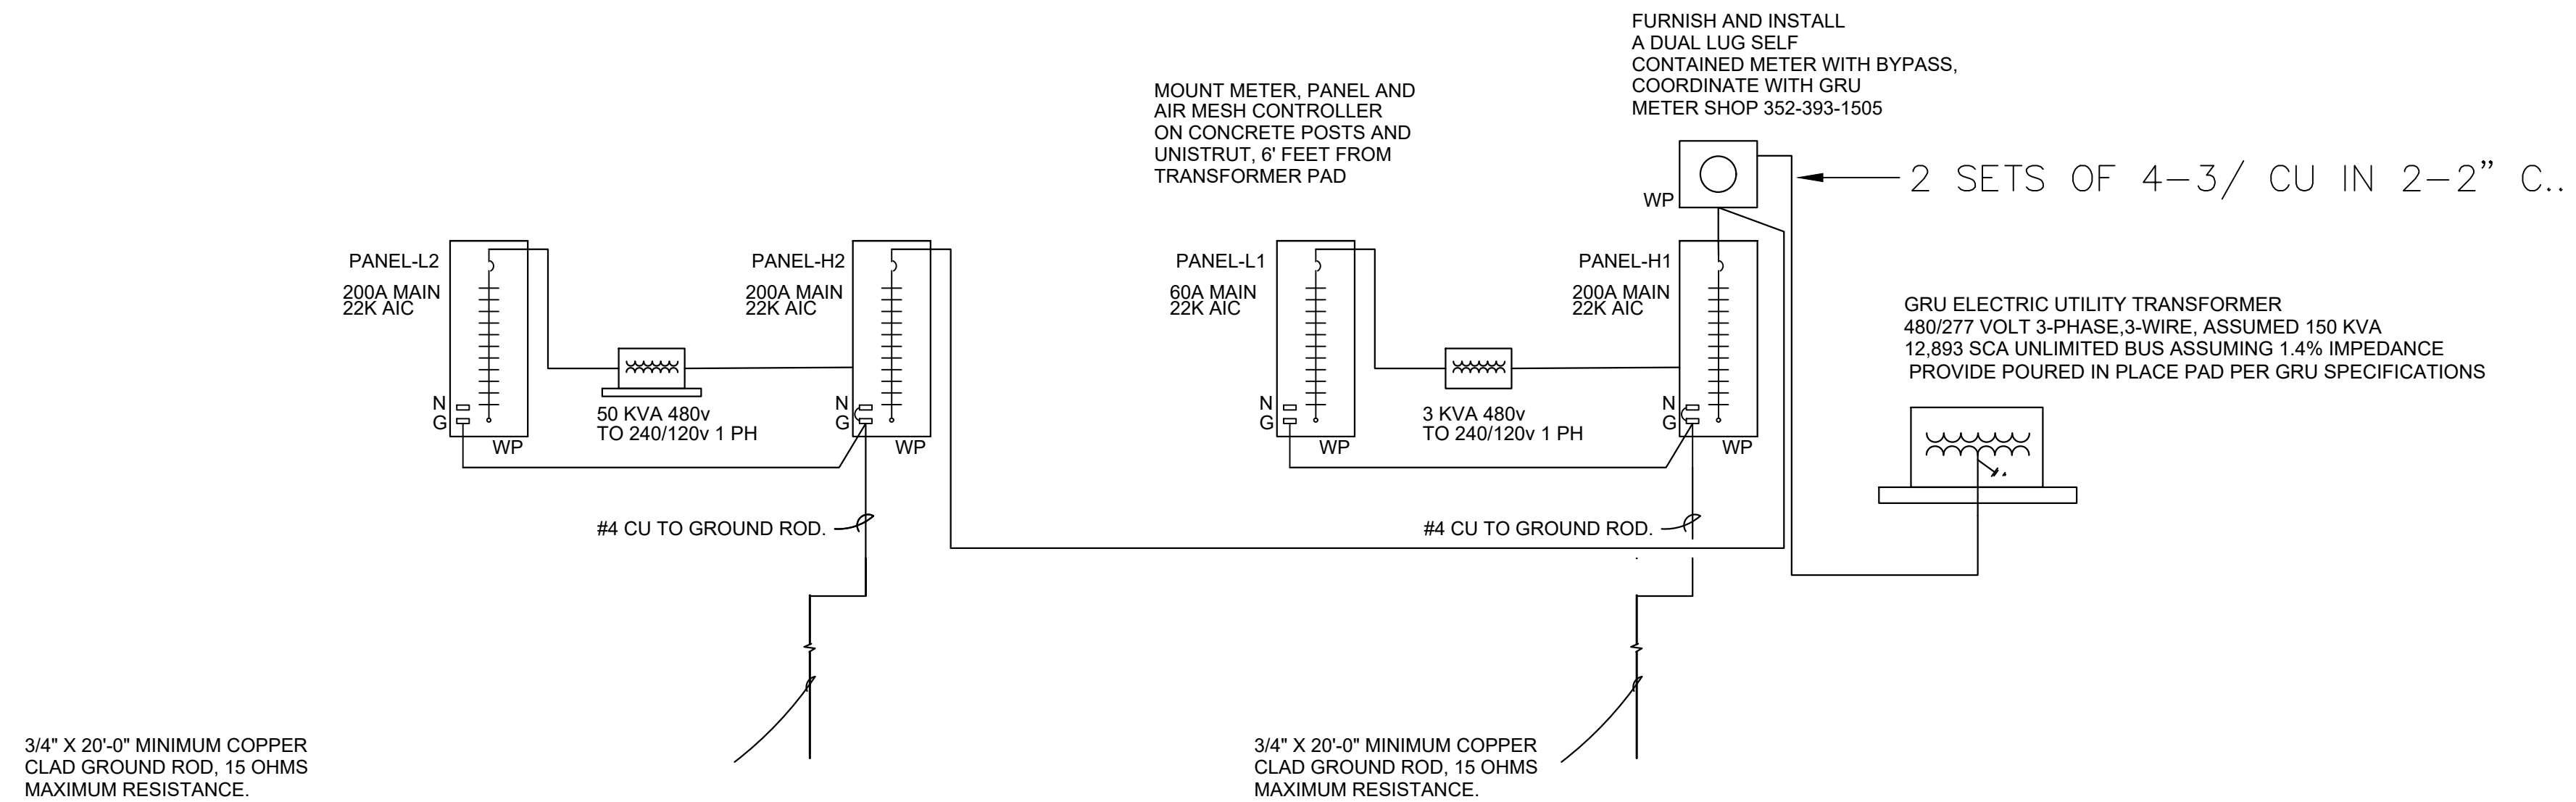 FURNISH AND INSTALL
A DUAL LUG SELF
CONTAINED METER WITH BYPASS,
COORDINATE WITH GRU
METER SHOP 352-393-1505
MOUNT METER, PANEL AND
AIR MESH CONTROLLER
ON CONCRETE POSTS AND
UNISTRUT, 6' FEET FROM
TRANSFORMER PAD
2 SETS OF 4-3/ CU IN 2-2” C..
WP
PANEL-L2
200A MAIN
22K AIC
N
G
WP
50 KVA 480v
TO 240/120v 1 PH
PANEL-H2
200A MAIN
22K AIC
N
G
WP
PANEL-L1
60A MAIN
22K AIC
N
G
WP
3 KVA 480v
TO 240/120v 1 PH
PANEL-H1
200A MAIN
22K AIC
N
G
WP
GRU ELECTRIC UTILITY TRANSFORMER
480/277 VOLT 3-PHASE,3-WIRE, ASSUMED 150 KVA
12,893 SCA UNLIMITED BUS ASSUMING 1.4% IMPEDANCE
PROVIDE POURED IN PLACE PAD PER GRU SPECIFICATIONS
#4 CU TO GROUND ROD.
#4 CU TO GROUND ROD.
3/4" X 20'-0" MINIMUM COPPER
CLAD GROUND ROD, 15 OHMS
MAXIMUM RESISTANCE.
3/4" X 20'-0" MINIMUM COPPER
CLAD GROUND ROD, 15 OHMS
MAXIMUM RESISTANCE.